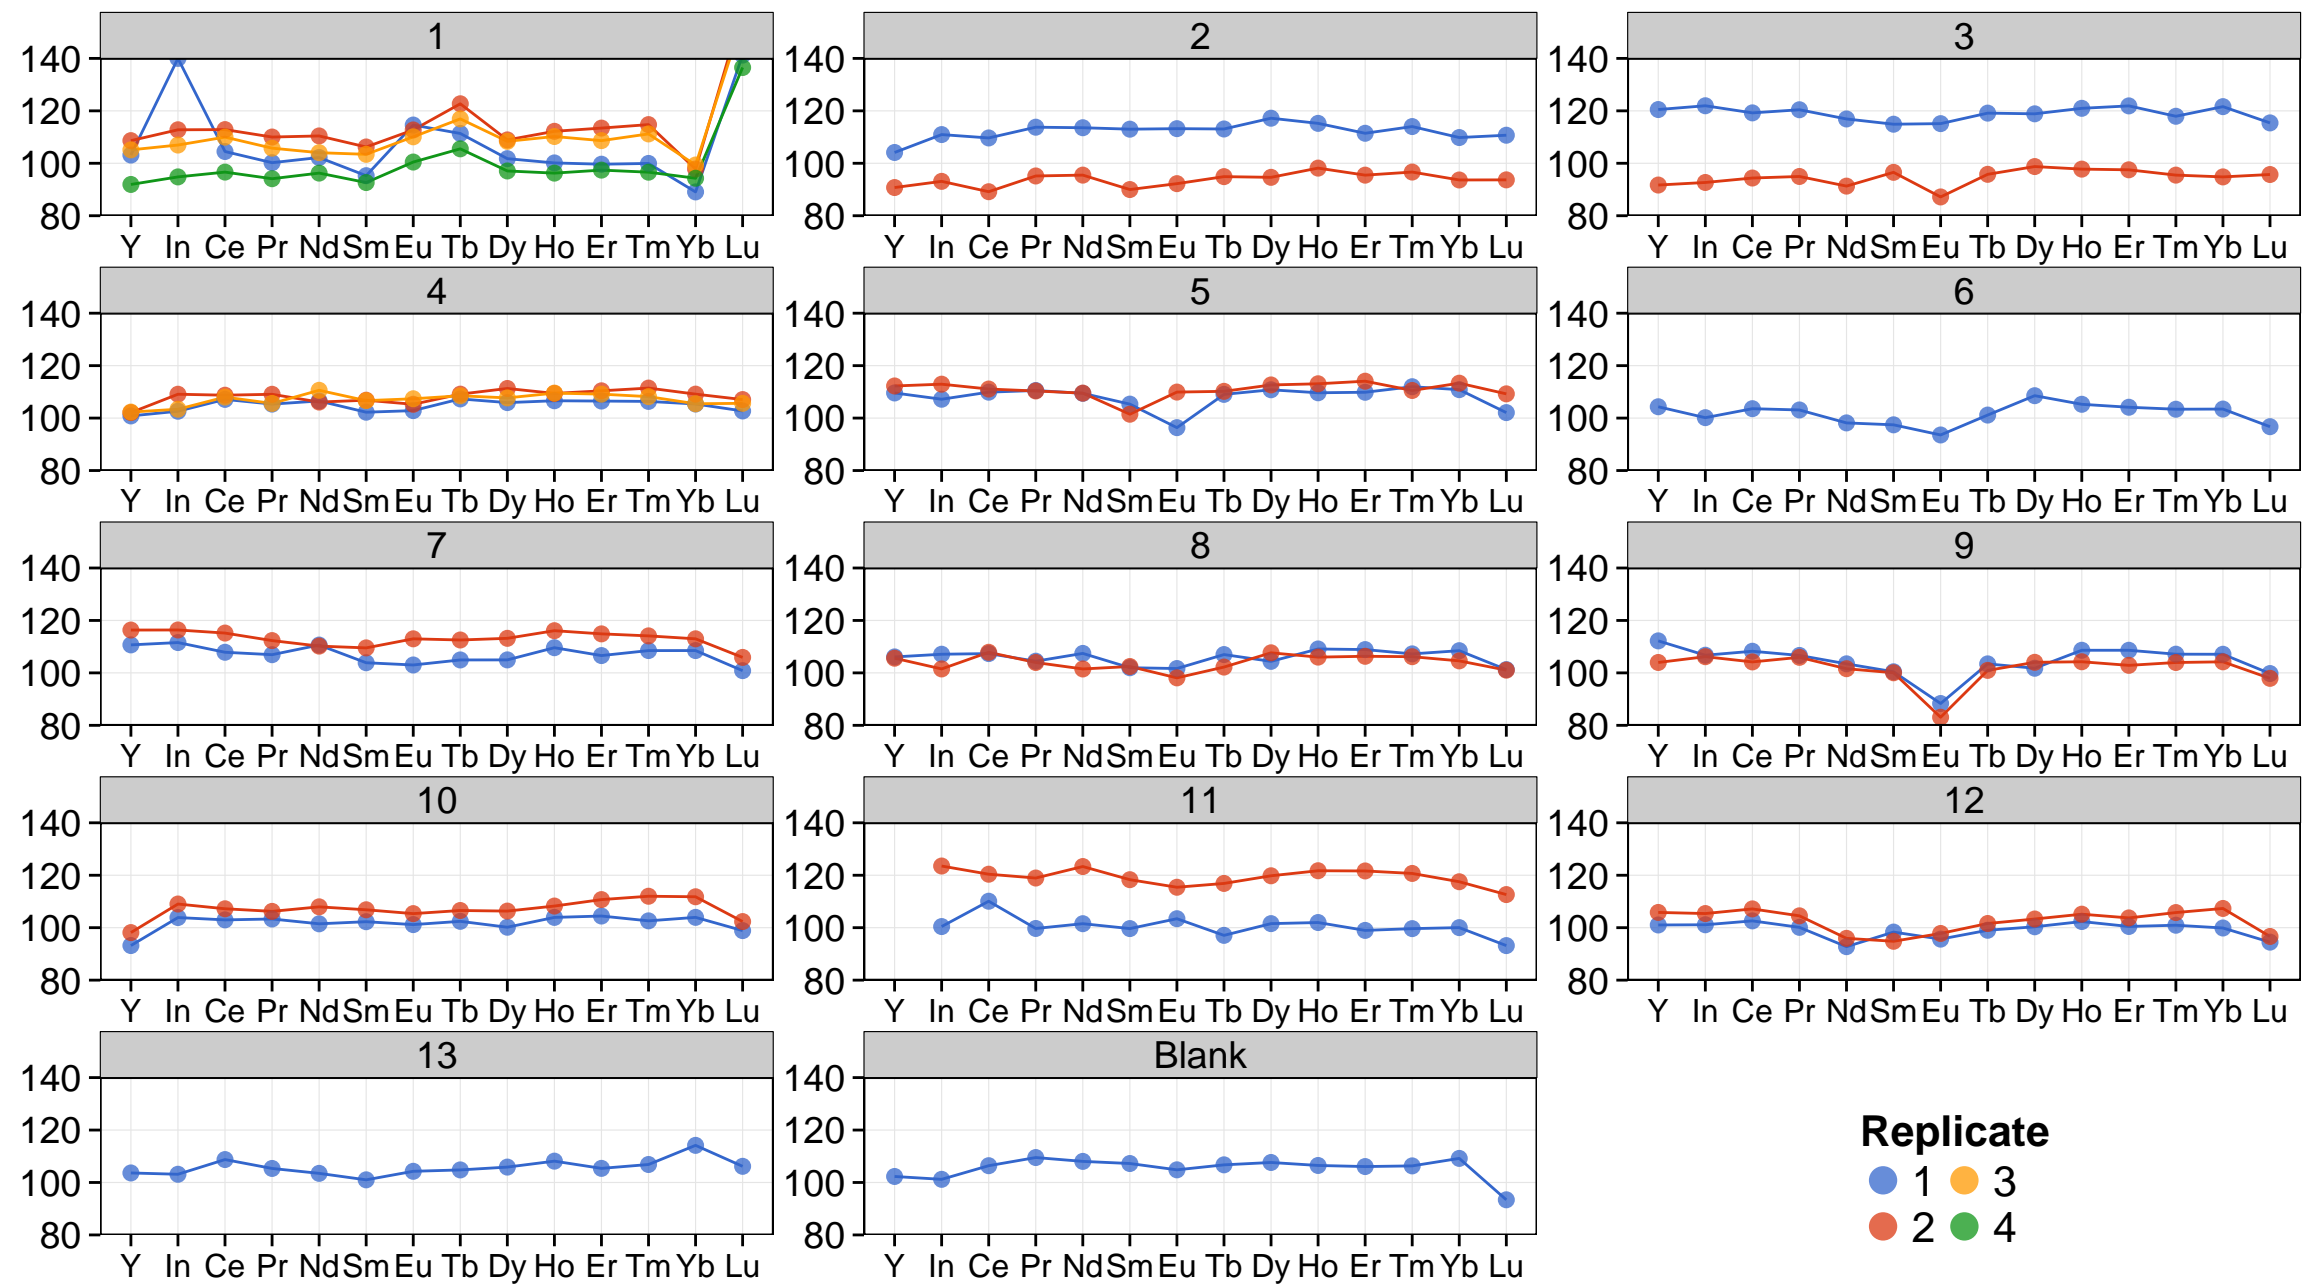 1 2 3
140 140 140
120 120 120
100 100 100
80 80 80
Y In Ce Pr Nd Sm Eu Tb Dy Ho Er Tm Yb Lu Y In Ce Pr Nd Sm Eu Tb Dy Ho Er Tm Yb Lu Y In Ce Pr Nd Sm Eu Tb Dy Ho Er Tm Yb Lu
4 5 6
140 140 140
120 120 120
100 100 100
80 80 80
Y In Ce Pr Nd Sm Eu Tb Dy Ho Er Tm Yb Lu Y In Ce Pr Nd Sm Eu Tb Dy Ho Er Tm Yb Lu Y In Ce Pr Nd Sm Eu Tb Dy Ho Er Tm Yb Lu
7 8 9
140 140 140
120 120 120
100 100 100
80 80 80
Y In Ce Pr Nd Sm Eu Tb Dy Ho Er Tm Yb Lu Y In Ce Pr Nd Sm Eu Tb Dy Ho Er Tm Yb Lu Y In Ce Pr Nd Sm Eu Tb Dy Ho Er Tm Yb Lu
10 11 12
140 140 140
120 120 120
100 100 100
80 80 80
Y In Ce Pr Nd Sm Eu Tb Dy Ho Er Tm Yb Lu Y In Ce Pr Nd Sm Eu Tb Dy Ho Er Tm Yb Lu Y In Ce Pr Nd Sm Eu Tb Dy Ho Er Tm Yb Lu
13 Blank
140 140
120 120
100 100
80 80
Y In Ce Pr Nd Sm Eu Tb Dy Ho Er Tm Yb Lu Y In Ce Pr Nd Sm Eu Tb Dy Ho Er Tm Yb Lu
Replicate
1 3
2 4